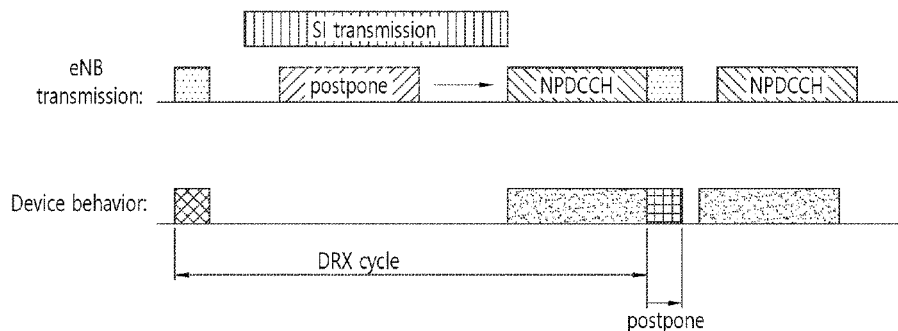 SI transmission
eNB
transmission:
postpone
NPDCCH
NPDCCH
Device behavior:
DRX cycle
postpone